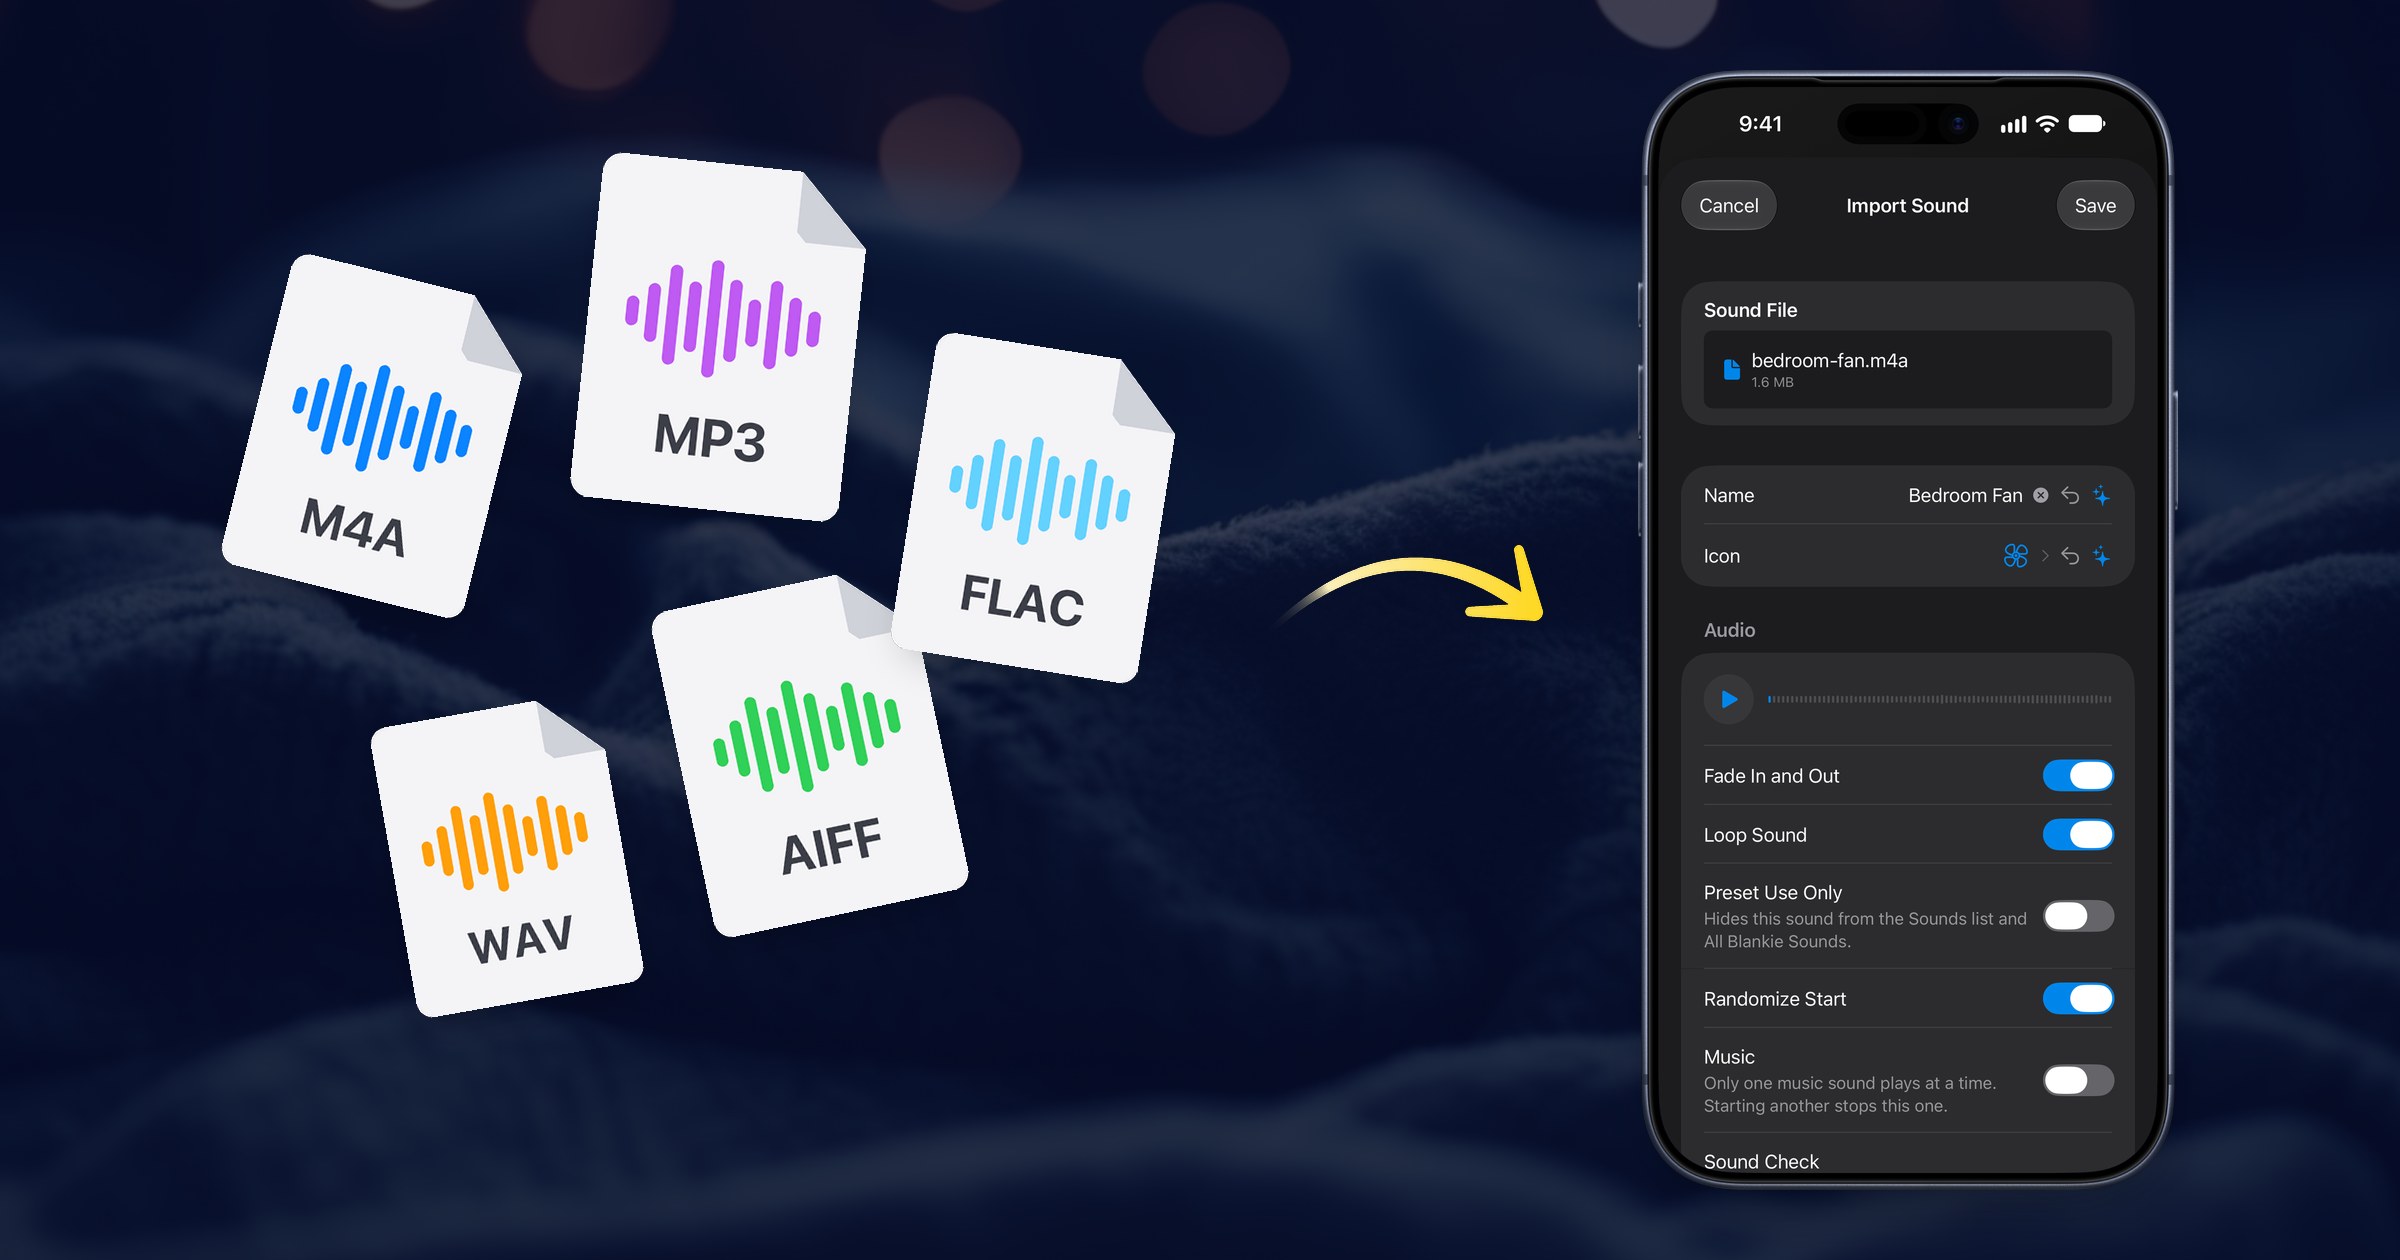 M4A
MP3
FLAC
WAV
AIFF
9:41
Cancel
Import Sound
Save
Sound File
bedroom-fan.m4a
1.6 MB
Name
Bedroom Fan
Icon
Audio
Fade In and Out
Loop Sound
Preset Use Only
Hides this sound from the Sounds list and
All Blankie Sounds.
Randomize Start
Music
Only one music sound plays at a time.
Starting another stops this one.
Sound Check